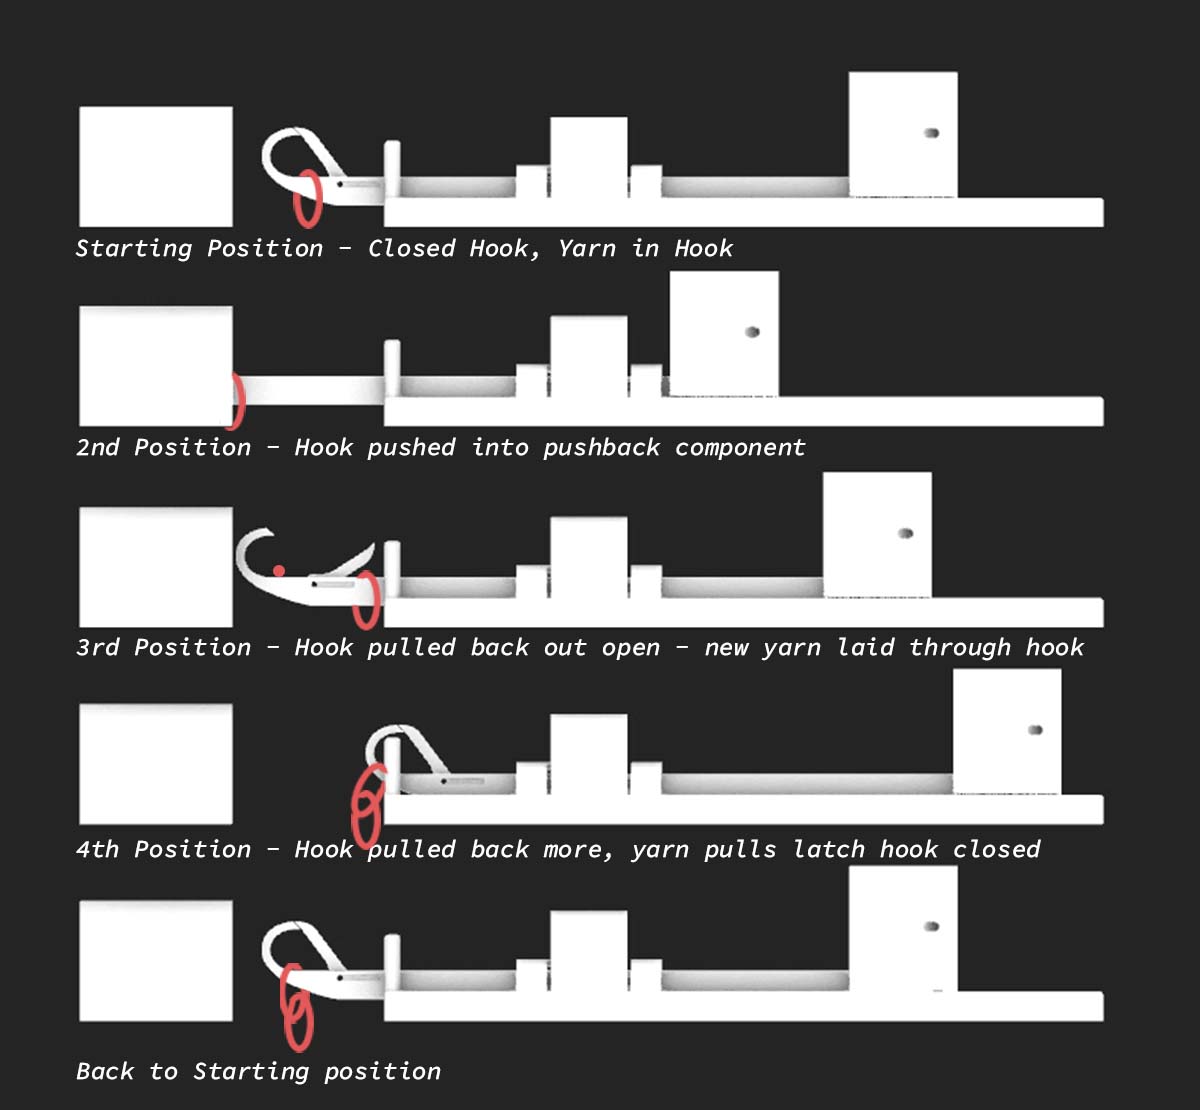 Starting Position - Closed Hook, Yarn in Hook
2nd Position - Hook pushed into pushback component
3rd Position - Hook pulled back out open - new yarn laid through hook
4th Position - Hook pulled back more, yarn pulls latch hook closed
Back to Starting position